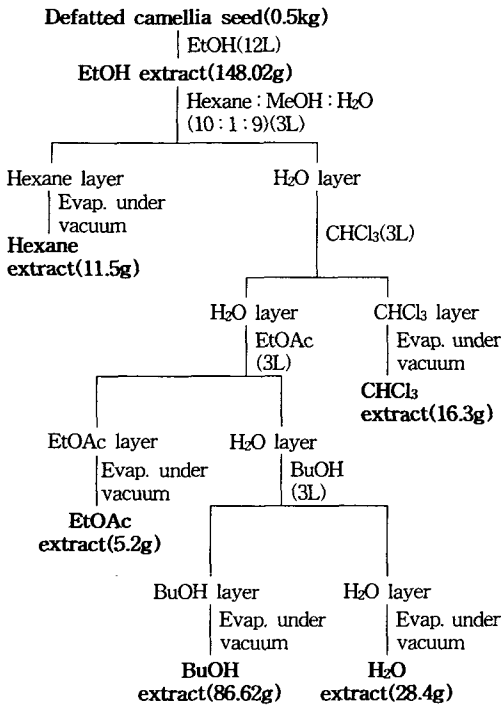 Defatted camellia seed(0.5kg)
EtOH(12L)
EtOH extract(148.02g)
Hexane : MeOH : H₂O
(10 : 1 : 9)(3L)
Hexane layer
Evap. under
vacuum
Hexane
extract(11.5g)
H₂O layer
CHCl₃(3L)
H₂O layer
EtOAc
(3L)
CHCl₃ layer
Evap. under
vacuum
CHCl₃
extract(16.3g)
EtOAc layer
Evap. under
vacuum
EtOAc
extract(5.2g)
H₂O layer
BuOH
(3L)
BuOH layer
Evap. under
vacuum
BuOH
extract(86.62g)
H₂O layer
Evap. under
vacuum
H₂O
extract(28.4g)